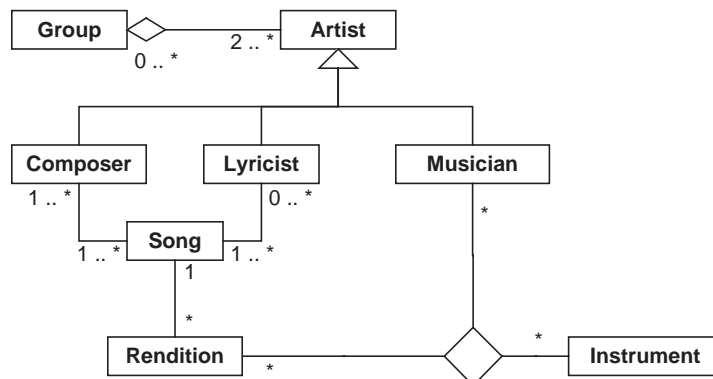 Group
Artist
0 .. *
2 .. *
Composer
Lyricist
Musician
1 .. *
0 .. *
*
1 .. *
Song
1 .. *
1
*
Rendition
*
*
Instrument